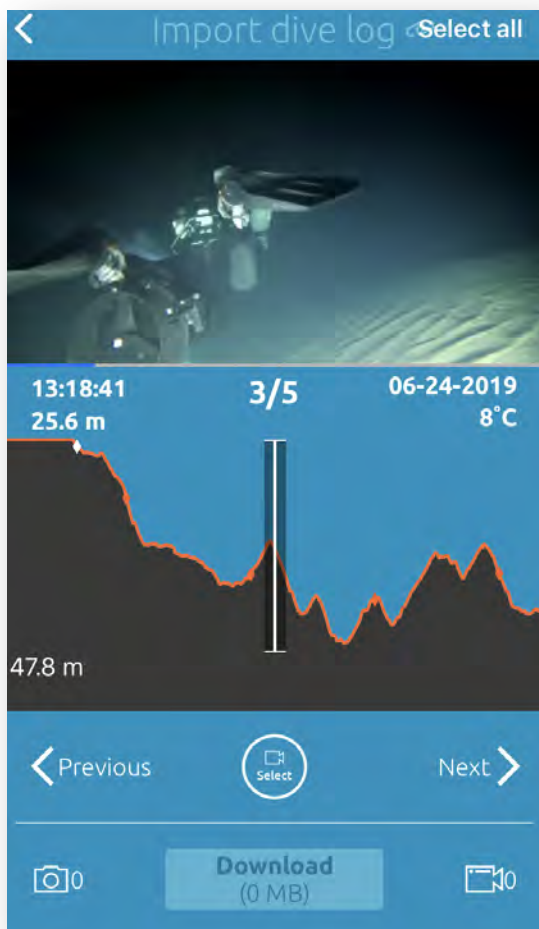 Import dive log
Select all
13:18:41
3/5
06-24-2019
25.6 m
8°C
47.8 m
Previous
Select
Next
0
Download
(0 MB)
0